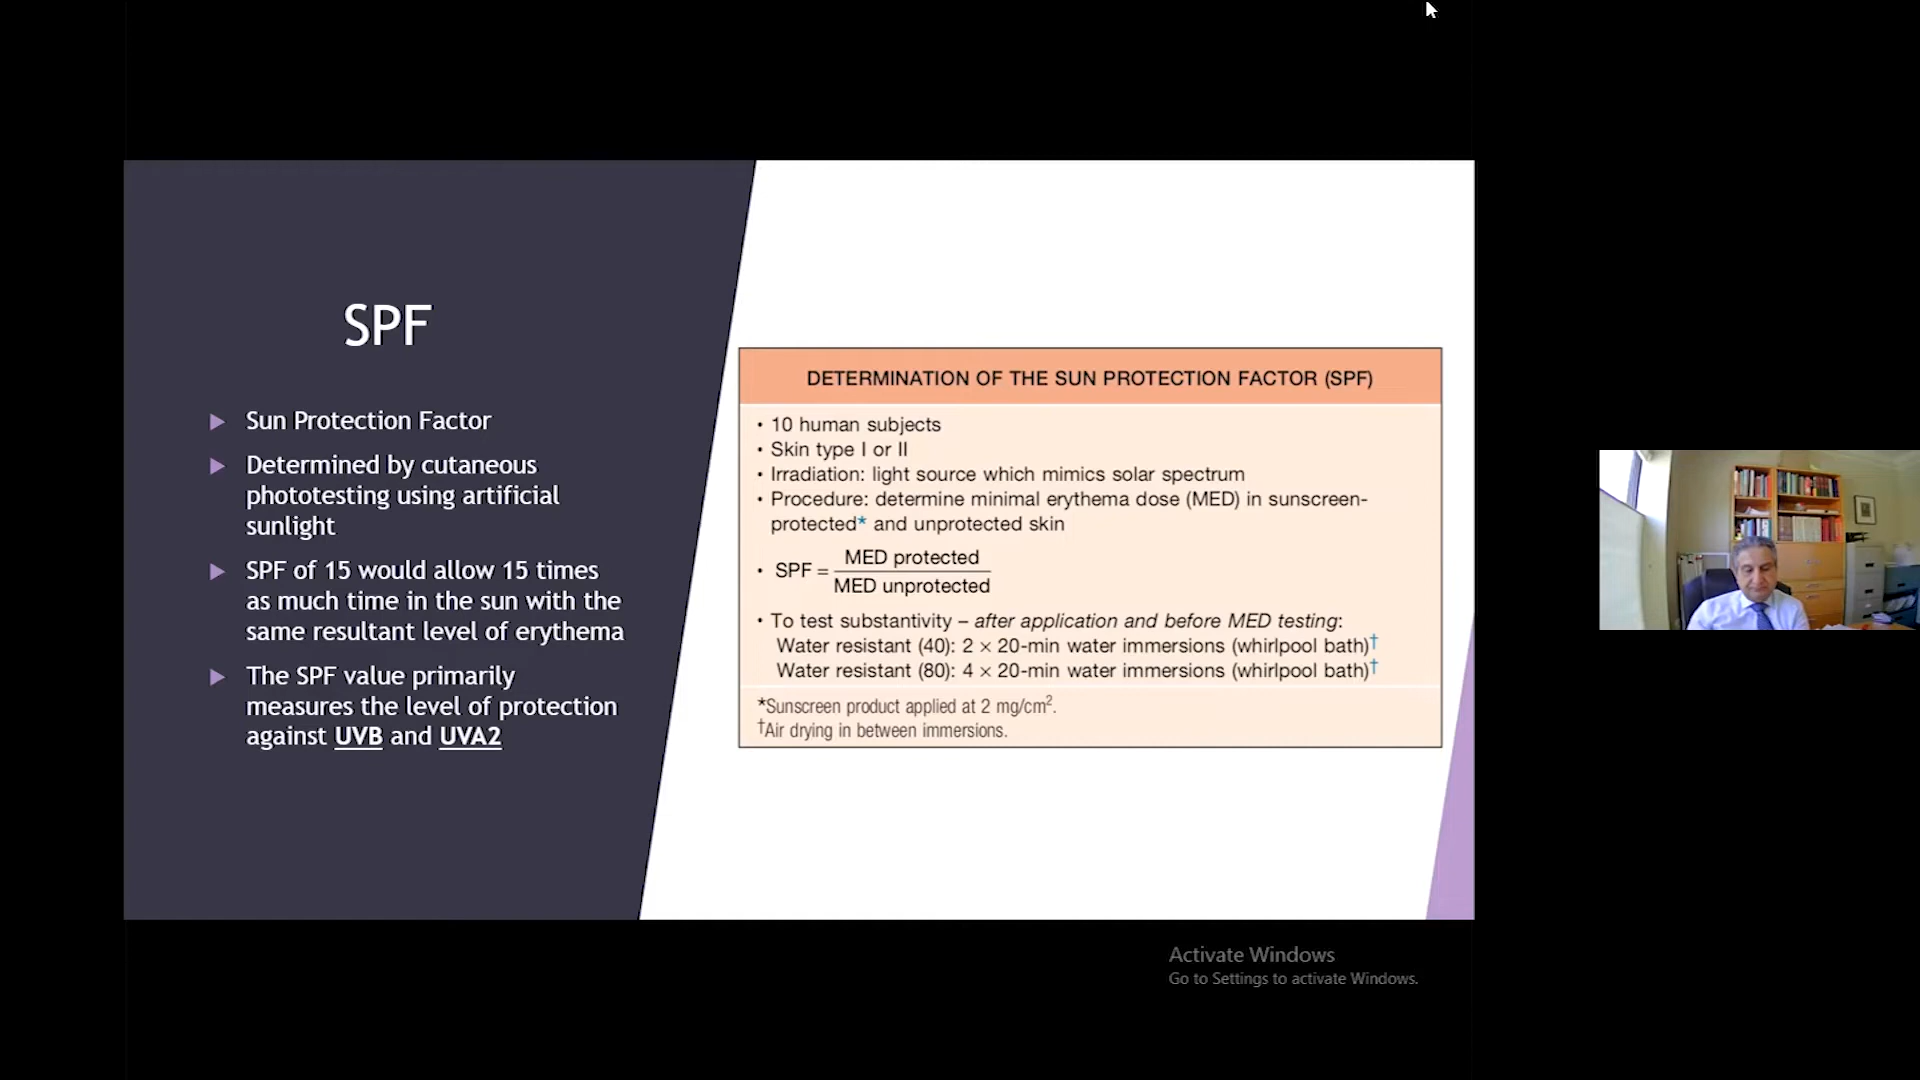 SPF
Sun Protection Factor
Determined by cutaneous
phototesting using artificial
sunlight
SPF of 15 would allow 15 times
as much time in the sun with the
same resultant level of erythema
The SPF value primarily
measures the level of protection
against UVB and UVA2
DETERMINATION OF THE SUN PROTECTION FACTOR (SPF)
• 10 human subjects
• Skin type I or II
• Irradiation: light source which mimics solar spectrum
• Procedure: determine minimal erythema dose (MED) in sunscreen-
protected* and unprotected skin
• SPF = MED protected
MED unprotected
• To test substantivity – after application and before MED testing:
Water resistant (40): 2 × 20-min water immersions (whirlpool bath)†
Water resistant (80): 4 × 20-min water immersions (whirlpool bath)†
*Sunscreen product applied at 2 mg/cm².
†Air drying in between immersions.
Activate Windows
Go to Settings to activate Windows.